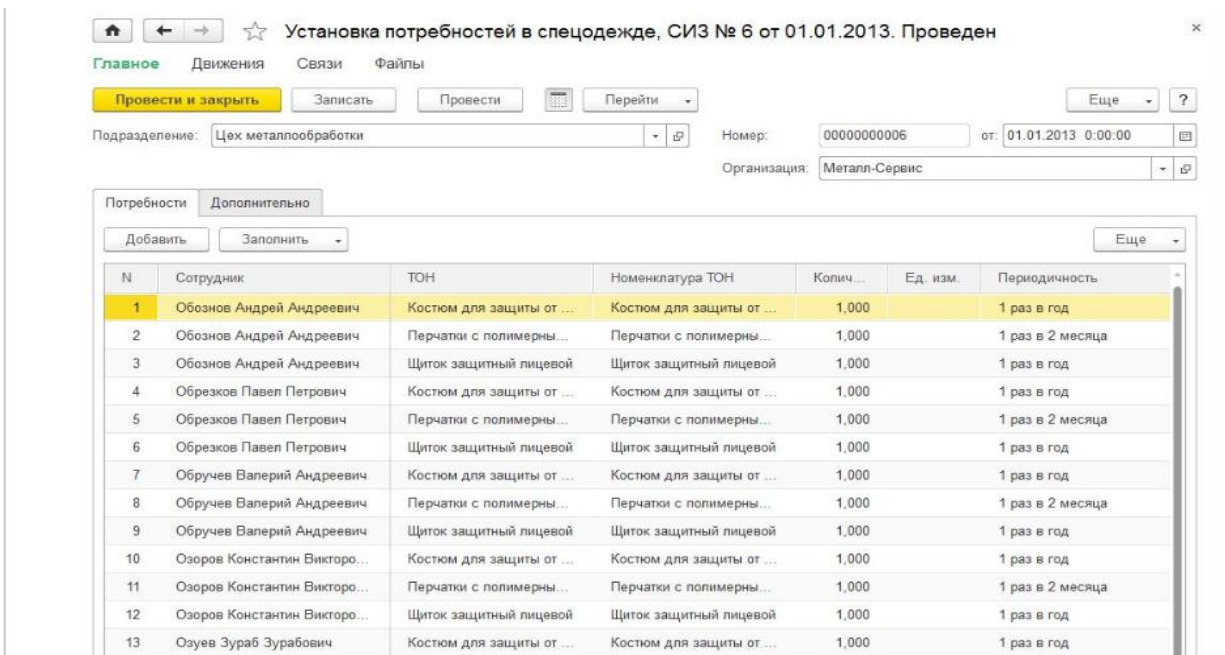 Установка потребностей в спецодежде, СИЗ № 6 от 01.01.2013. Проведен
Главное Движения Связи Файлы
Провести и закрыть Записать Провести Перейти Еще ?
Подразделение: Цех металлообработки Номер: 00000000006 от: 01.01.2013 0:00:00
Организация: Металл-Сервис
Потребности Дополнительно
Добавить Заполнить Еще
N Сотрудник ТОН Номенклатура ТОН Колич... Ед. изм. Периодичность
1 Обознов Андрей Андреевич Костюм для защиты от ... Костюм для защиты от ... 1,000 1 раз в год
2 Обознов Андрей Андреевич Перчатки с полимерны... Перчатки с полимерны... 1,000 1 раз в 2 месяца
3 Обознов Андрей Андреевич Щиток защитный лицевой Щиток защитный лицевой 1,000 1 раз в год
4 Обрезков Павел Петрович Костюм для защиты от ... Костюм для защиты от ... 1,000 1 раз в год
5 Обрезков Павел Петрович Перчатки с полимерны... Перчатки с полимерны... 1,000 1 раз в 2 месяца
6 Обрезков Павел Петрович Щиток защитный лицевой Щиток защитный лицевой 1,000 1 раз в год
7 Обручев Валерий Андреевич Костюм для защиты от ... Костюм для защиты от ... 1,000 1 раз в год
8 Обручев Валерий Андреевич Перчатки с полимерны... Перчатки с полимерны... 1,000 1 раз в 2 месяца
9 Обручев Валерий Андреевич Щиток защитный лицевой Щиток защитный лицевой 1,000 1 раз в год
10 Озоров Константин Викторо... Костюм для защиты от ... Костюм для защиты от ... 1,000 1 раз в год
11 Озоров Константин Викторо... Перчатки с полимерны... Перчатки с полимерны... 1,000 1 раз в 2 месяца
12 Озоров Константин Викторо... Щиток защитный лицевой Щиток защитный лицевой 1,000 1 раз в год
13 Озуев Зураб Зурабович Костюм для защиты от ... Костюм для защиты от ... 1,000 1 раз в год